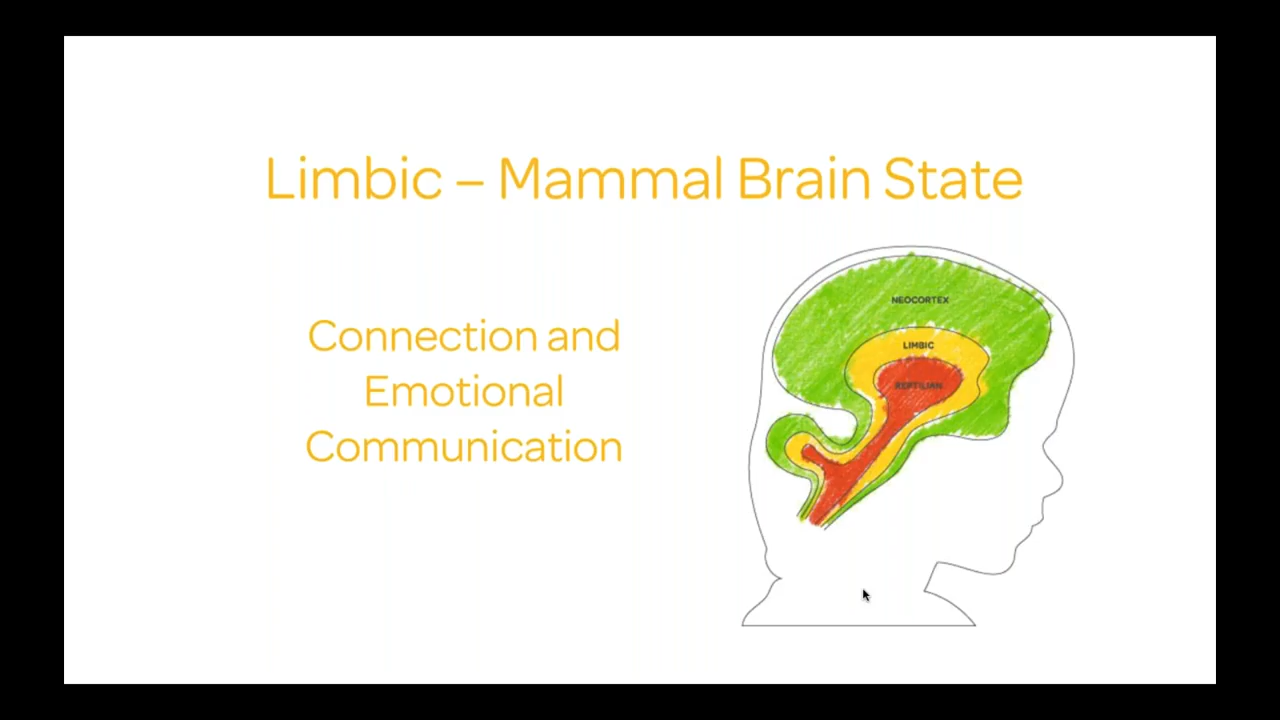 Limbic – Mammal Brain State
Connection and
Emotional
Communication
NEOCORTEX
LIMBIC
REPTILIAN